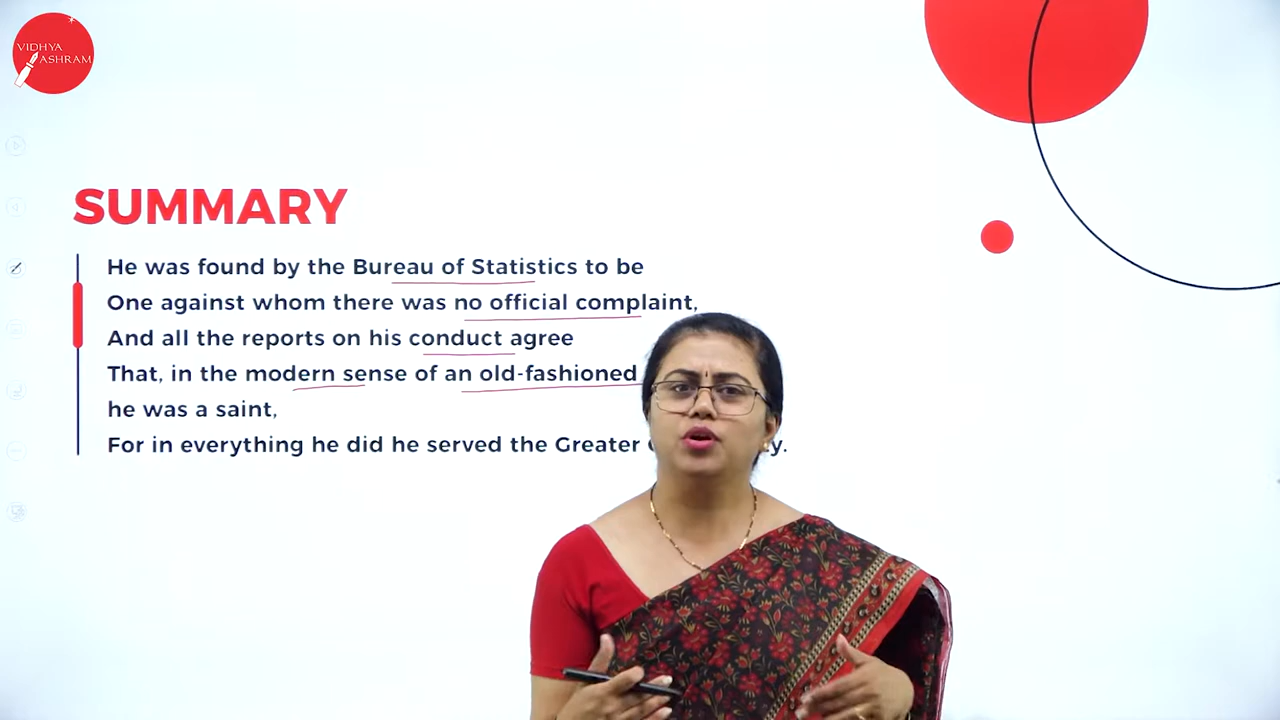 VIDHYA
ASHRAM
SUMMARY
He was found by the Bureau of Statistics to be
One against whom there was no official complaint,
And all the reports on his conduct agree
That, in the modern sense of an old-fashioned
he was a saint,
For in everything he did he served the Greater